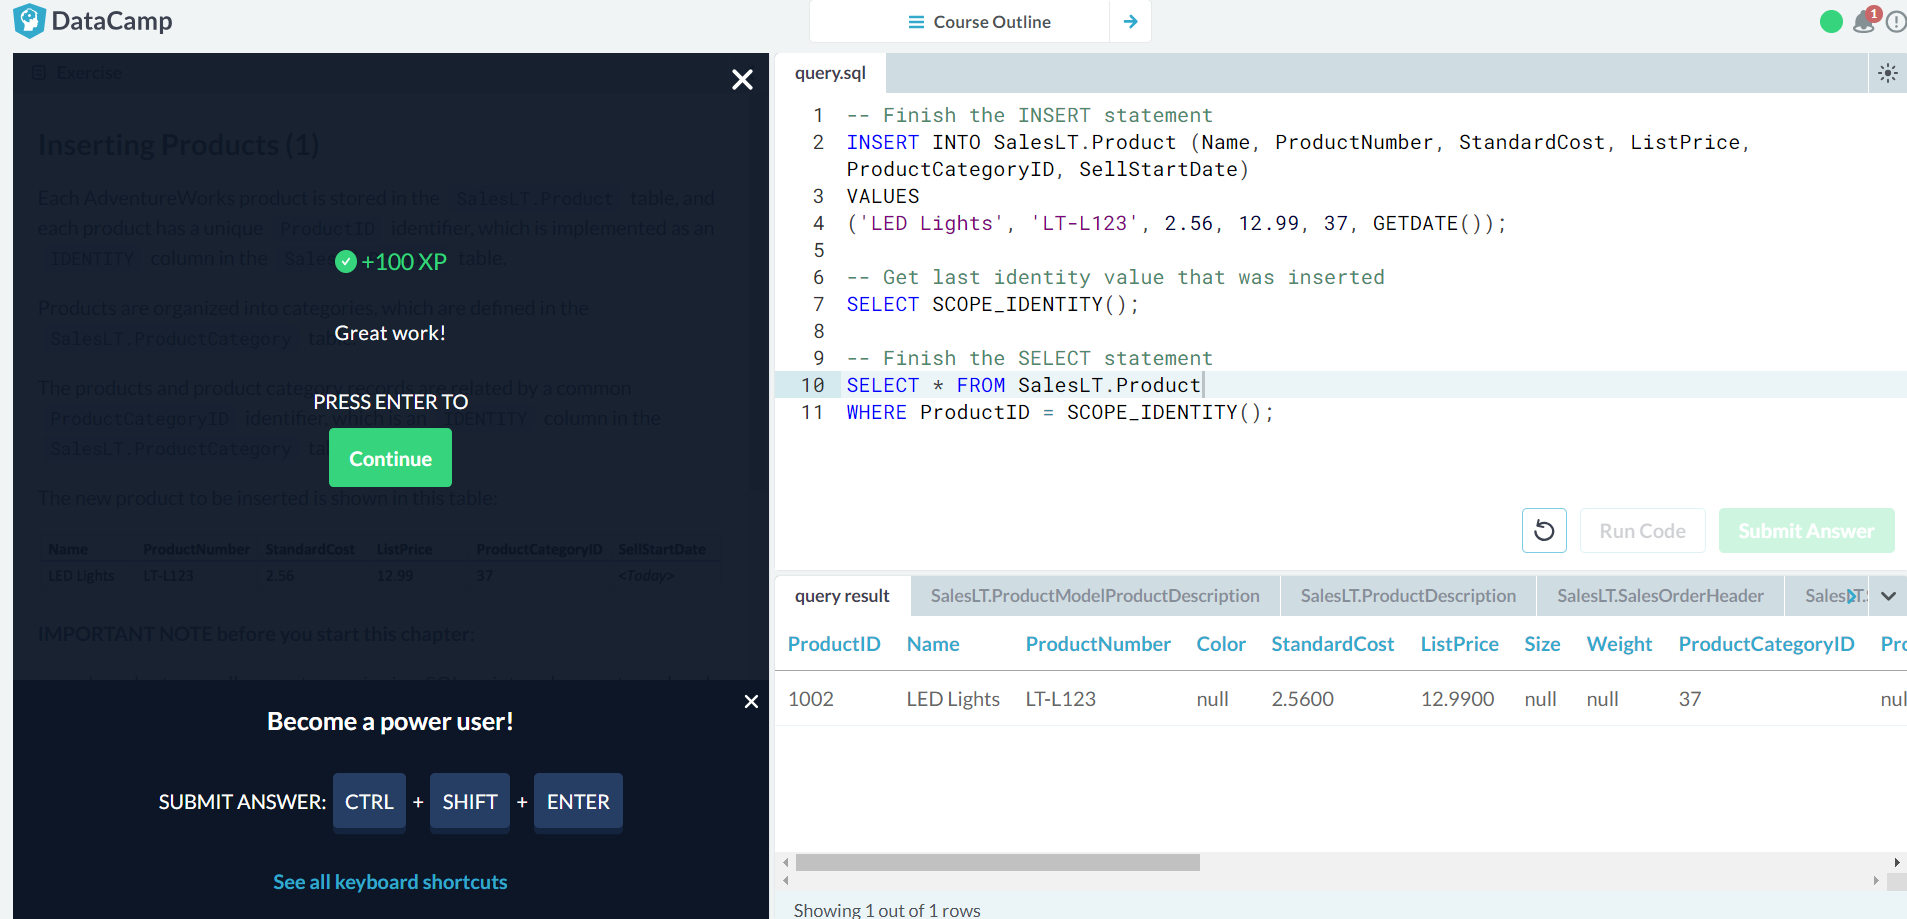 DataCamp
Course Outline
1
Exercise
Inserting Products (1)
Each AdventureWorks product is stored in the SalesLT.Product table, and
each product has a unique ProductID identifier, which is implemented as an
IDENTITY column in the Sale table.
+100 XP
Products are organized into categories, which are defined in the
SalesLT.ProductCategory
Great work!
The products and product category records are related by a common
PRESS ENTER TO
ProductCategoryID identifier, which is an IDENTITY column in the
SalesLT.ProductCategory
Continue
The new product to be inserted is shown in this table:
Name ProductNumber StandardCost ListPrice ProductCategoryID SellStartDate
LED Lights LT-L123 2.56 12.99 37 <Today>
IMPORTANT NOTE before you start this chapter:
Become a power user!
SUBMIT ANSWER: CTRL + SHIFT + ENTER
See all keyboard shortcuts
query.sql
1 -- Finish the INSERT statement
2 INSERT INTO SalesLT.Product (Name, ProductNumber, StandardCost, ListPrice,
ProductCategoryID, SellStartDate)
3 VALUES
4 ('LED Lights', 'LT-L123', 2.56, 12.99, 37, GETDATE());
5
6 -- Get last identity value that was inserted
7 SELECT SCOPE_IDENTITY();
8
9 -- Finish the SELECT statement
10 SELECT * FROM SalesLT.Product
11 WHERE ProductID = SCOPE_IDENTITY();
Run Code
Submit Answer
query result SalesLT.ProductModelProductDescription SalesLT.ProductDescription SalesLT.SalesOrderHeader
ProductID Name ProductNumber Color StandardCost ListPrice Size Weight ProductCategoryID Pro
1002 LED Lights LT-L123 null 2.5600 12.9900 null null 37 nul
Showing 1 out of 1 rows